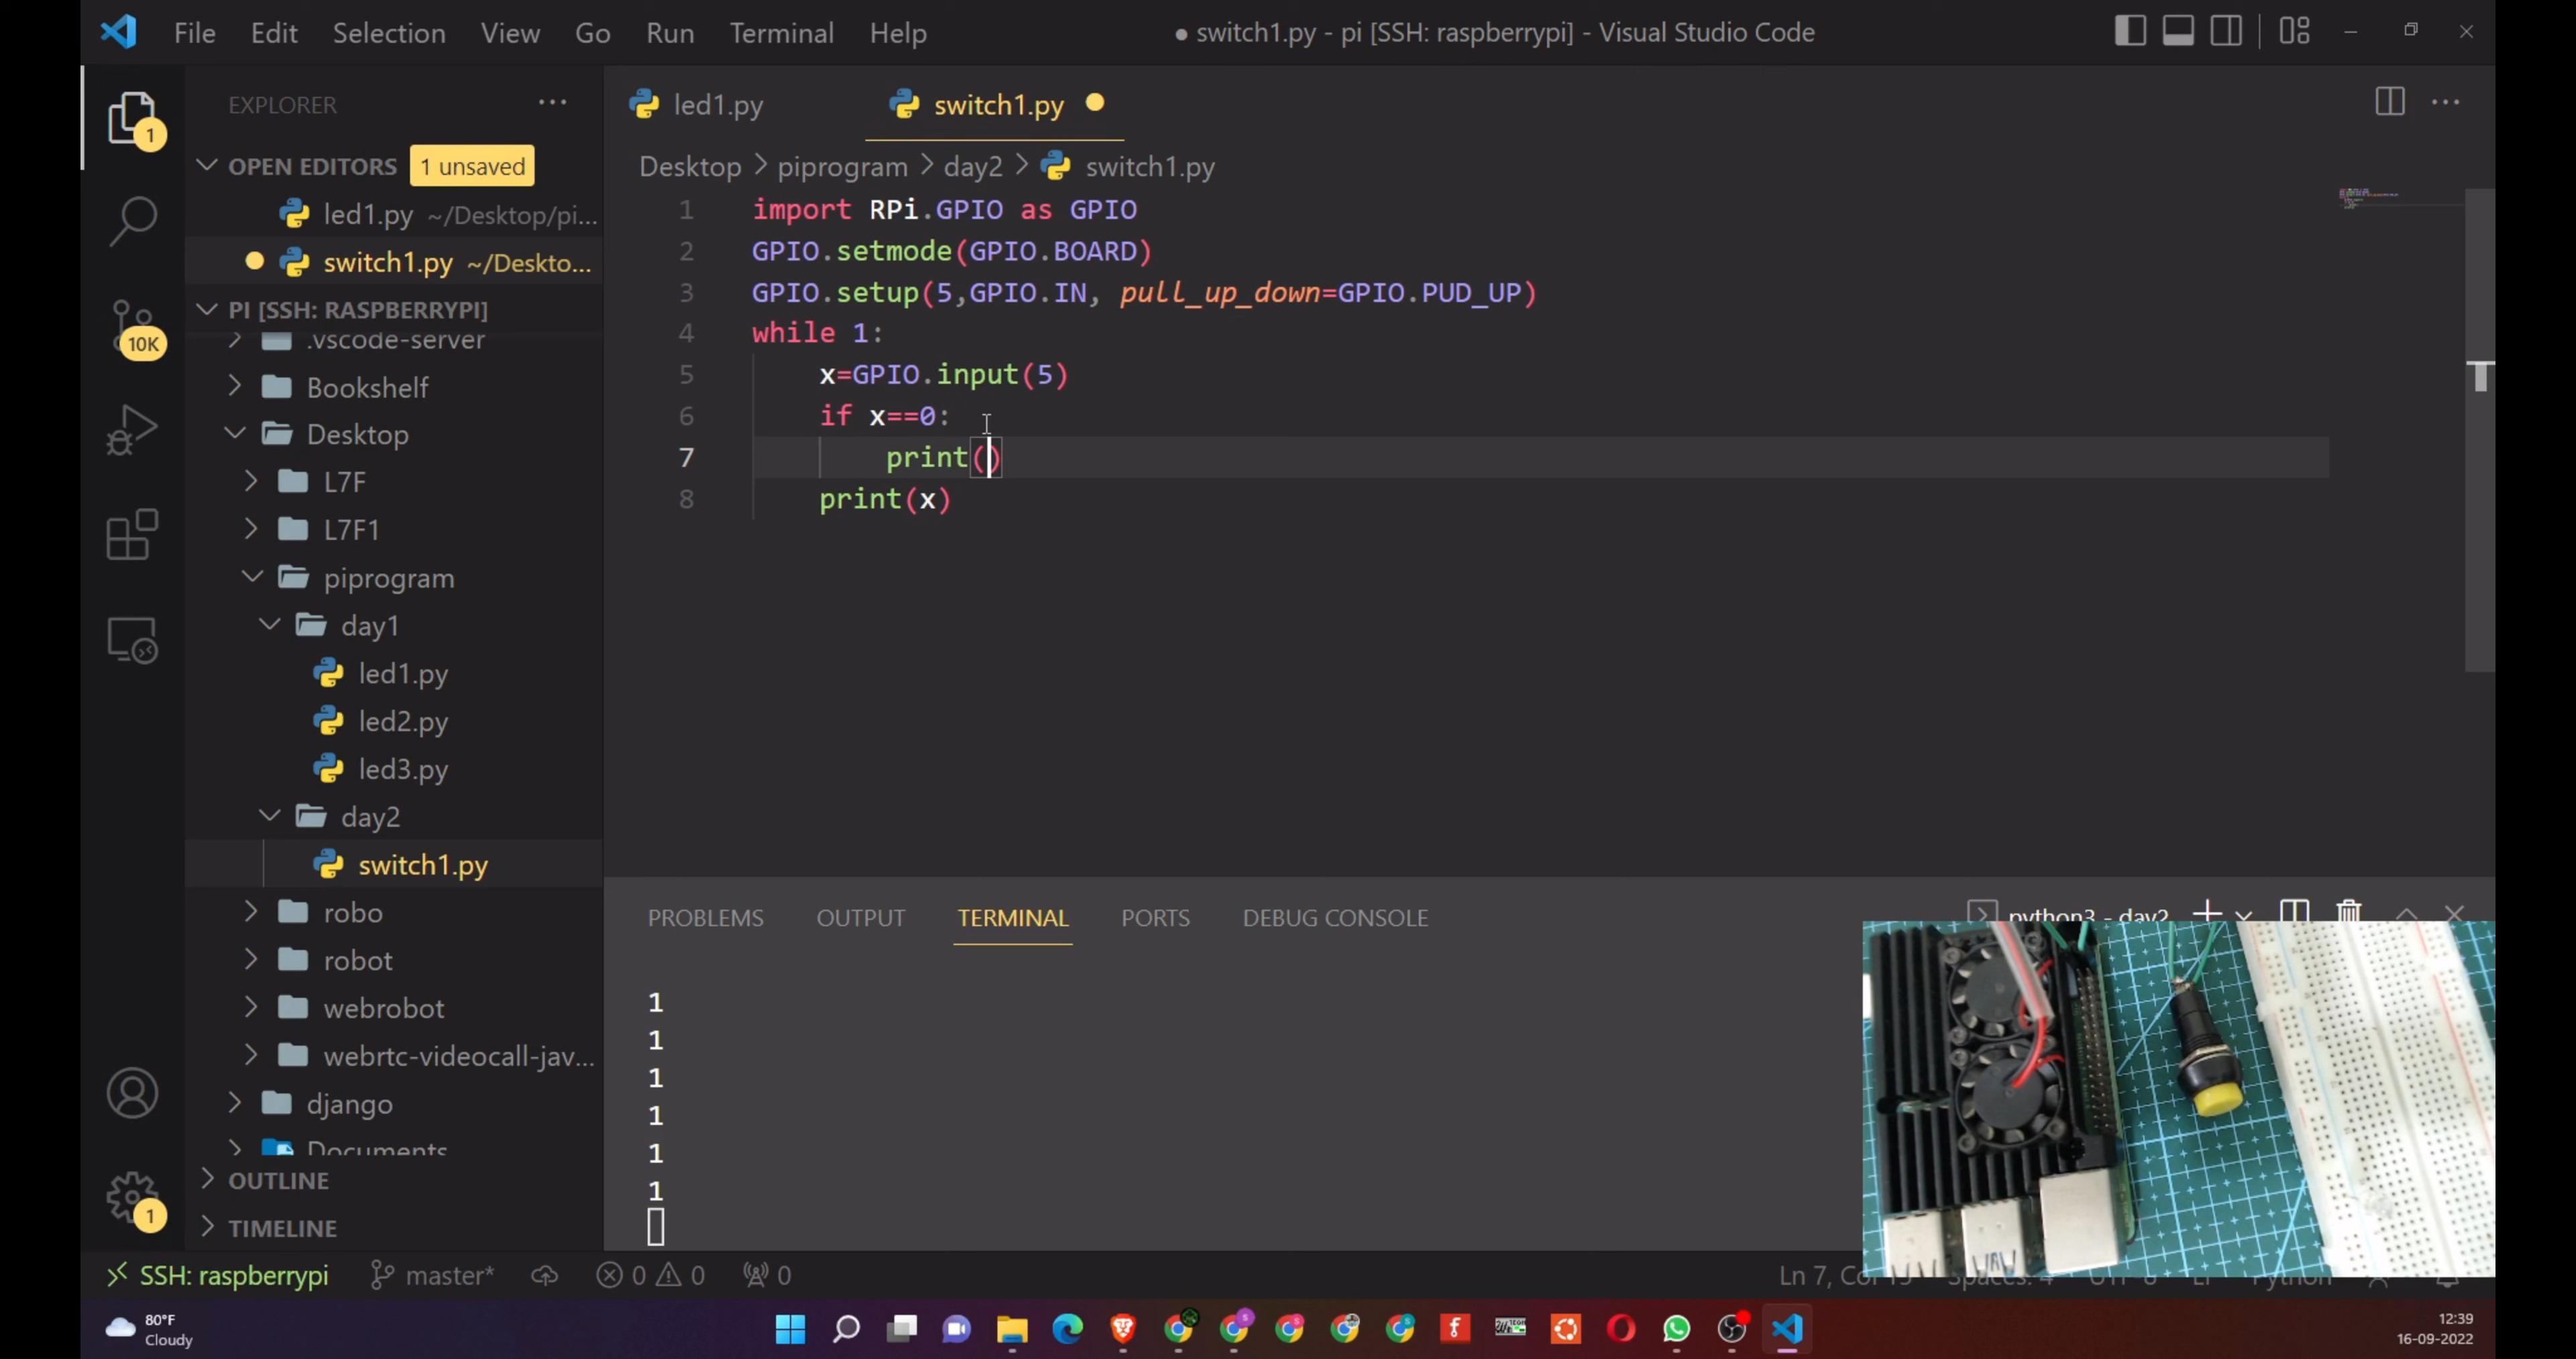 File Edit Selection View Go Run Terminal Help
● switch1.py - pi [SSH: raspberrypi] - Visual Studio Code
EXPLORER
OPEN EDITORS 1 unsaved
led1.py ~/Desktop/pi...
switch1.py ~/Deskto...
PI [SSH: RASPBERRYPI]
.vscode-server
Bookshelf
Desktop
L7F
L7F1
piprogram
day1
led1.py
led2.py
led3.py
day2
switch1.py
robo
robot
webrobot
webrtc-videocall-jav...
django
Documents
OUTLINE
TIMELINE
1
10K
1
led1.py switch1.py
Desktop > piprogram > day2 > switch1.py
1 import RPi.GPIO as GPIO
2 GPIO.setmode(GPIO.BOARD)
3 GPIO.setup(5,GPIO.IN, pull_up_down=GPIO.PUD_UP)
4 while 1:
5 x=GPIO.input(5)
6 if x==0:
7 print()
8 print(x)
PROBLEMS OUTPUT TERMINAL PORTS DEBUG CONSOLE
python3 - day2
1
1
1
1
1
1
SSH: raspberrypi master* 0 0 0
Ln 7,
80°F
Cloudy
12:39
16-09-2022